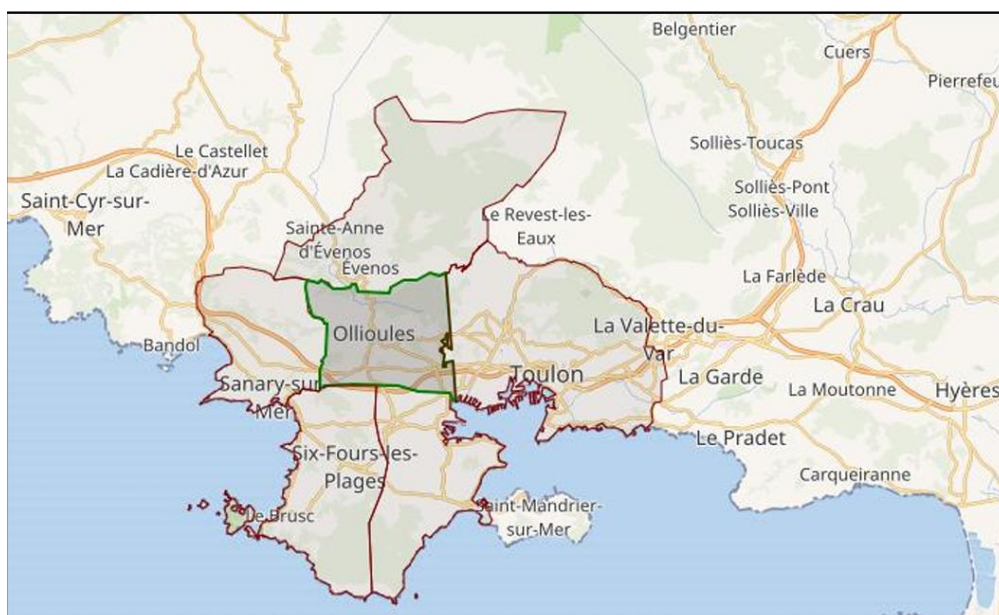 Belgentier
Cuers
Pierrefeu
Le Castellet
La Cadière-d'Azur
Solliès-Toucas
Saint-Cyr-sur-
Mer
Solliès-Pont
Solliès-Ville
Le Revest-les-
Eaux
Sainte-Anne
d'Évenos
Évenos
La Farlède
La Crau
Ollioules
La Valette-du-
Var
Bandol
Toulon
La Garde
Sanary-sur
Mer
La Moutonne
Hyères
Le Pradet
Six-Fours-les-
Plages
Carqueiranne
Le Brusc
Saint-Mandrier-
sur-Mer